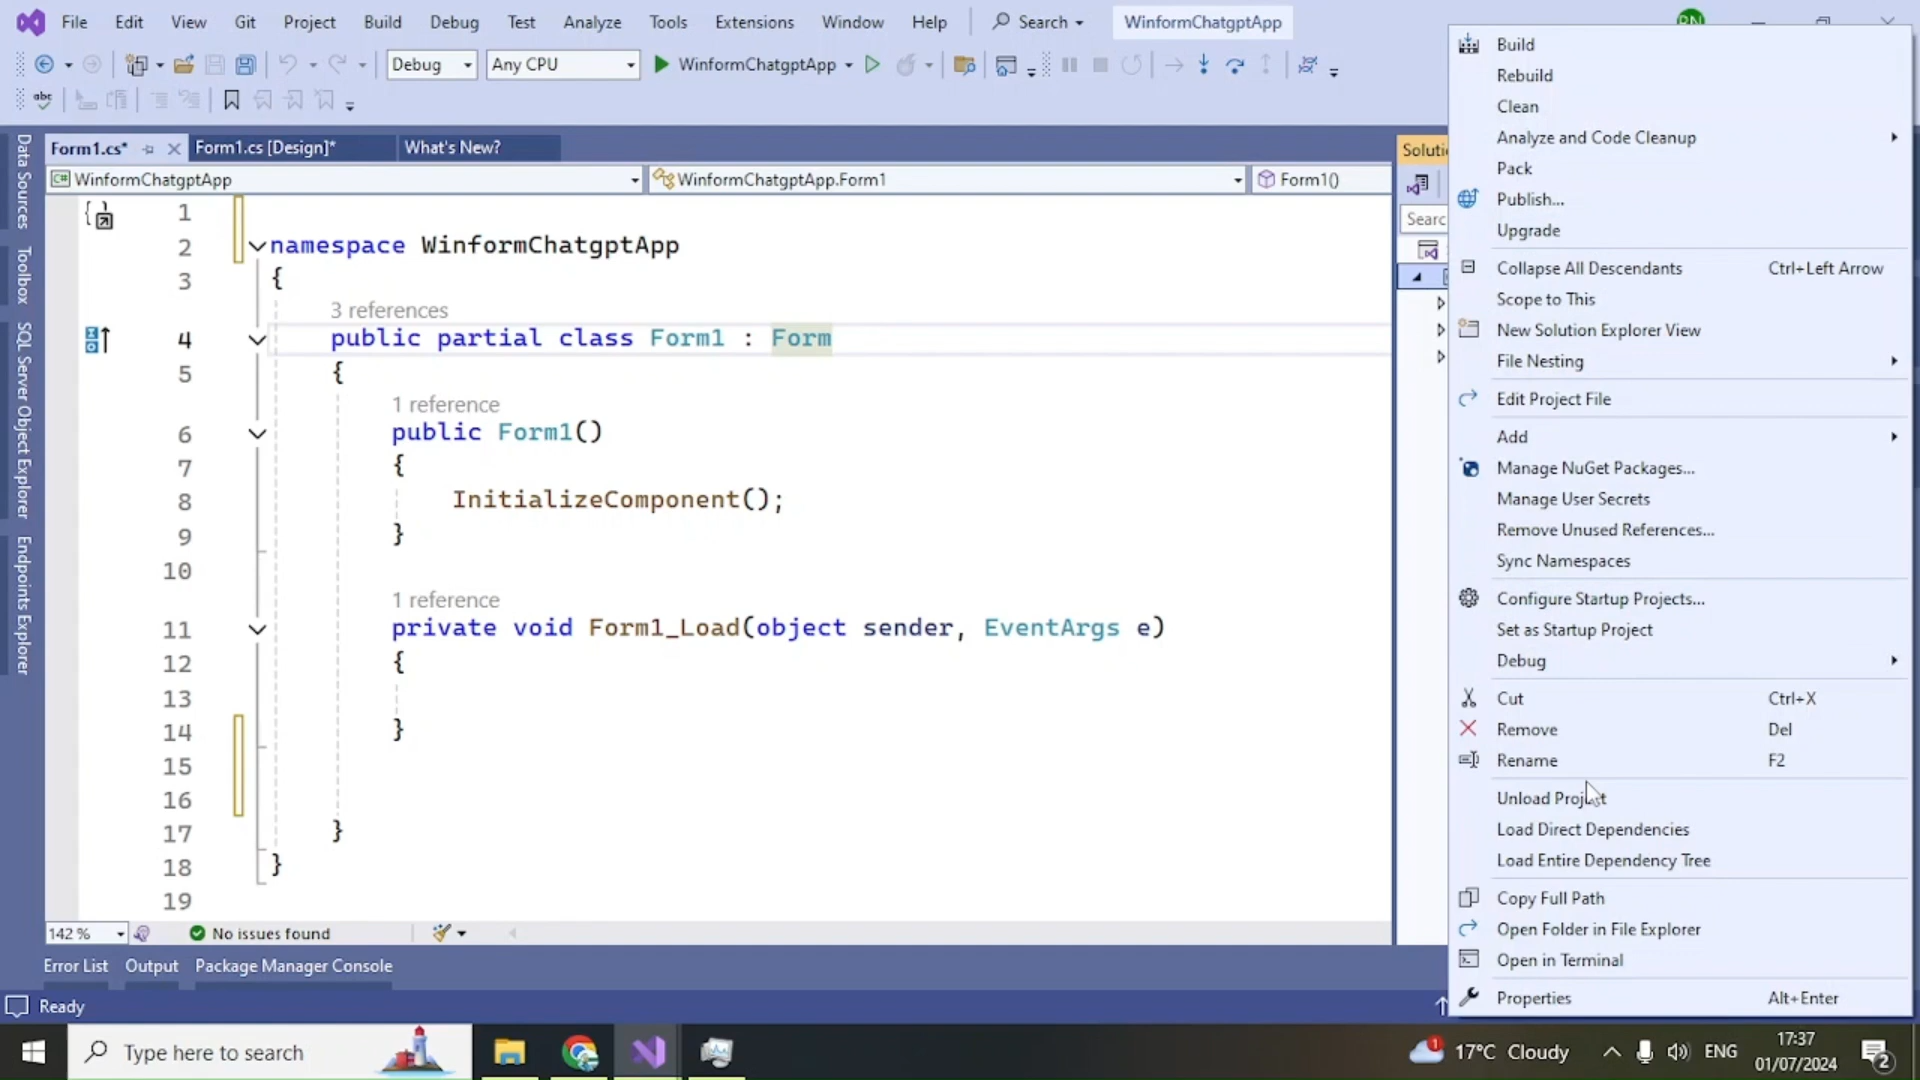 File Edit View Git Project Build Debug Test Analyze Tools Extensions Window Help Search WinformChatgptApp
Debug Any CPU WinformChatgptApp
abc
Form1.cs* Form1.cs [Design]* What's New?
WinformChatgptApp WinformChatgptApp.Form1 Form1()
Data Sources
Toolbox
SQL Server Object Explorer
Endpoints Explorer
1
2 namespace WinformChatgptApp
3 {
3 references
4 public partial class Form1 : Form
5 {
1 reference
6 public Form1()
7 {
8 InitializeComponent();
9 }
10
1 reference
11 private void Form1_Load(object sender, EventArgs e)
12 {
13
14 }
15
16
17 }
18 }
19
142 % No issues found
Error List Output Package Manager Console
Ready
Build
Rebuild
Clean
Analyze and Code Cleanup
Pack
Publish...
Upgrade
Collapse All Descendants Ctrl+Left Arrow
Scope to This
New Solution Explorer View
File Nesting
Edit Project File
Add
Manage NuGet Packages...
Manage User Secrets
Remove Unused References...
Sync Namespaces
Configure Startup Projects...
Set as Startup Project
Debug
Cut Ctrl+X
Remove Del
Rename F2
Unload Project
Load Direct Dependencies
Load Entire Dependency Tree
Copy Full Path
Open Folder in File Explorer
Open in Terminal
Properties Alt+Enter
Type here to search
1 17°C Cloudy ENG 17:37
01/07/2024 2